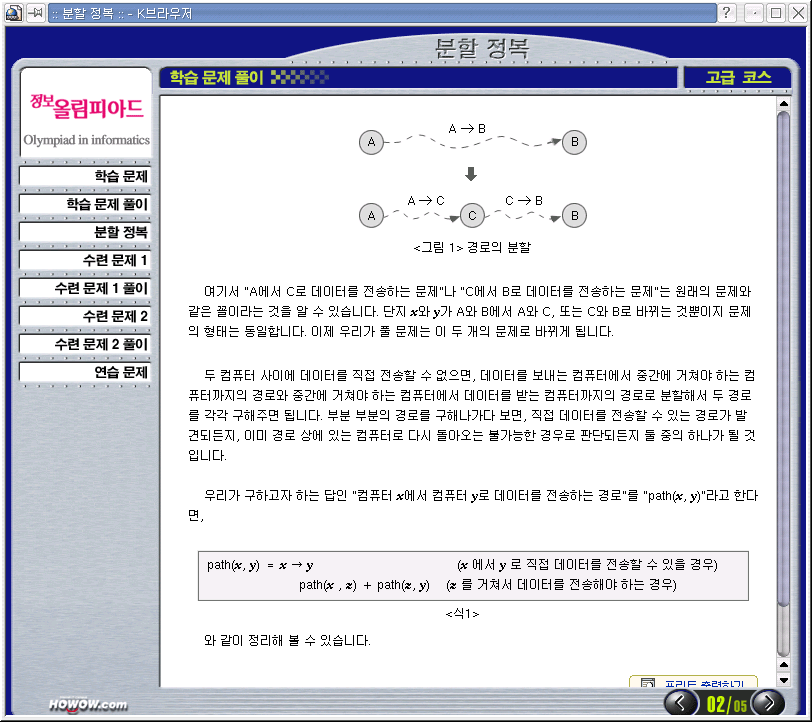 :: 분할 정복 :: - K브라우저
분할 정복
학습 문제 풀이
고급 코스
정보올림피아드
Olympiad in informatics
학습 문제
학습 문제 풀이
분할 정복
수련 문제 1
수련 문제 1 풀이
수련 문제 2
수련 문제 2 풀이
연습 문제
A → B
A B
A → C C → B
A C B
<그림 1> 경로의 분할
여기서 "A에서 C로 데이터를 전송하는 문제"나 "C에서 B로 데이터를 전송하는 문제"는 원래의 문제와
같은 꼴이라는 것을 알 수 있습니다. 단지 x와 y가 A와 B에서 A와 C, 또는 C와 B로 바뀌는 것뿐이지 문제
의 형태는 동일합니다. 이제 우리가 풀 문제는 이 두 개의 문제로 바뀌게 됩니다.
두 컴퓨터 사이에 데이터를 직접 전송할 수 없으면, 데이터를 보내는 컴퓨터에서 중간에 거쳐야 하는 컴
퓨터까지의 경로와 중간에 거쳐야 하는 컴퓨터에서 데이터를 받는 컴퓨터까지의 경로로 분할해서 두 경로
를 각각 구해주면 됩니다. 부분 부분의 경로를 구해나가다 보면, 직접 데이터를 전송할 수 있는 경로가 발
견되든지, 이미 경로 상에 있는 컴퓨터로 다시 돌아오는 불가능한 경우로 판단되든지 둘 중의 하나가 될 것
입니다.
우리가 구하고자 하는 답인 "컴퓨터 x에서 컴퓨터 y로 데이터를 전송하는 경로"를 "path(x, y)"라고 한다
면,
path(x, y) = x → y (x 에서 y 로 직접 데이터를 전송할 수 있을 경우)
path(x , z) + path(z, y) (z 를 거쳐서 데이터를 전송해야 하는 경우)
<식1>
와 같이 정리해 볼 수 있습니다.
프린트 출력하기
HOWOW.com
02/05